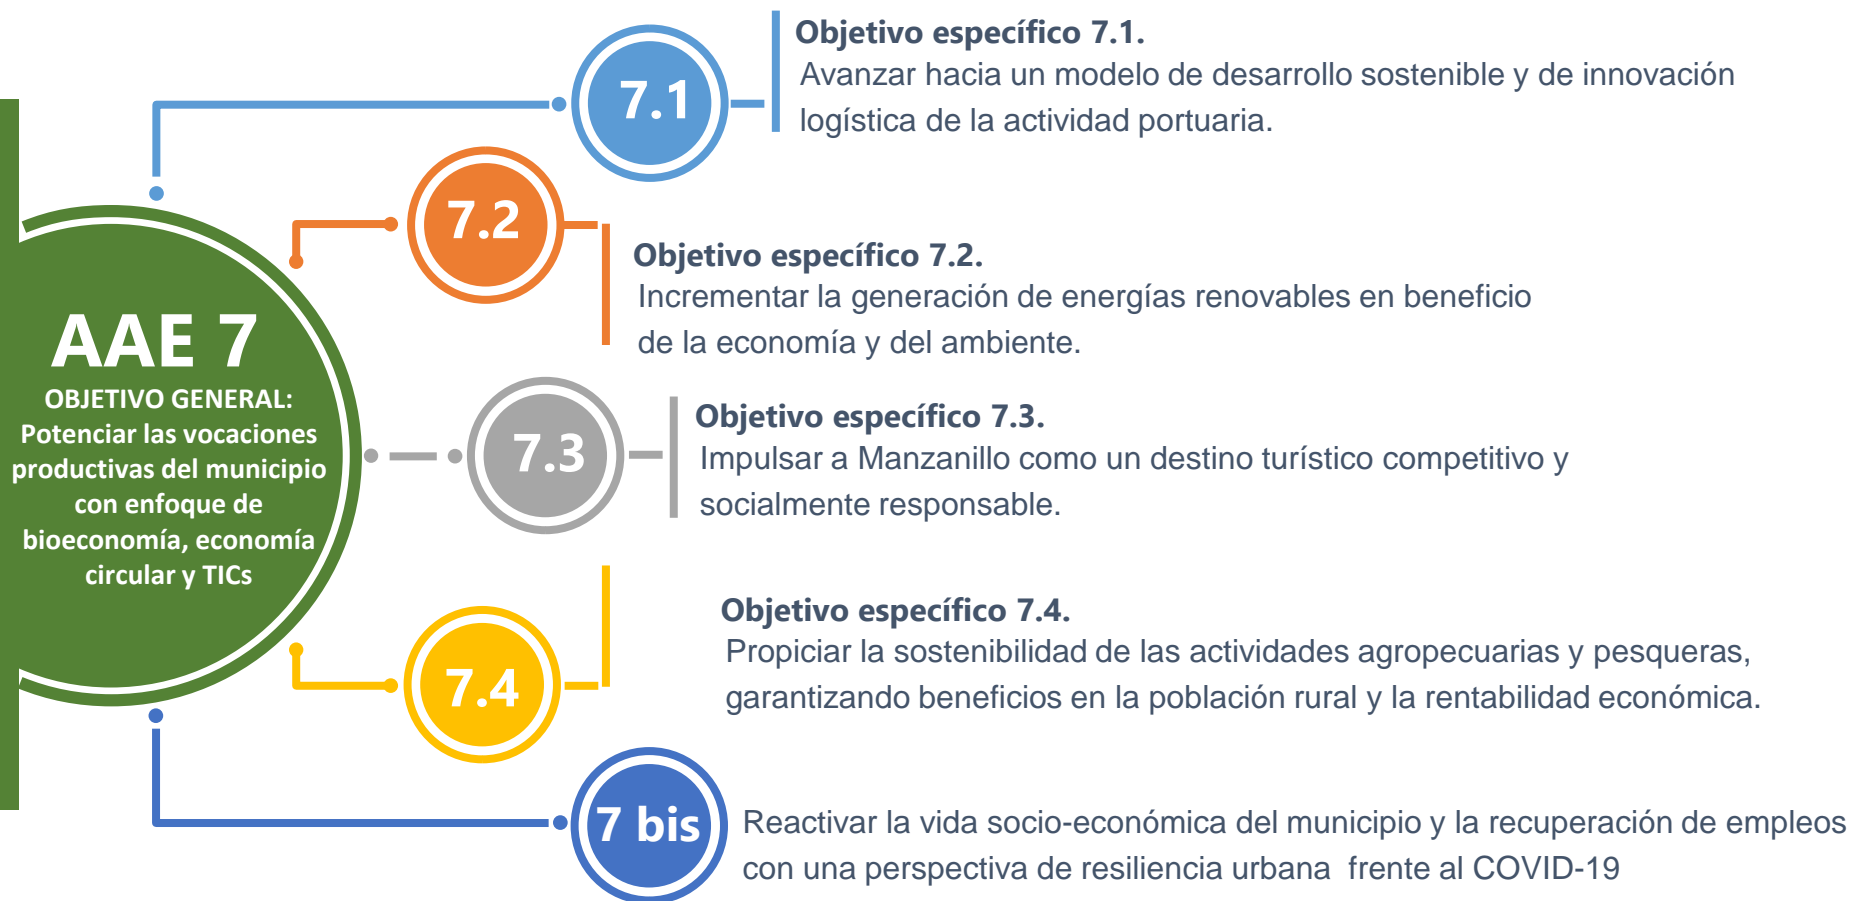 AAE 7
OBJETIVO GENERAL:
Potenciar las vocaciones
productivas del municipio
con enfoque de
bioeconomía, economía
circular y TICs
7.1
Objetivo específico 7.1.
Avanzar hacia un modelo de desarrollo sostenible y de innovación
logística de la actividad portuaria.
7.2
Objetivo específico 7.2.
Incrementar la generación de energías renovables en beneficio
de la economía y del ambiente.
7.3
Objetivo específico 7.3.
Impulsar a Manzanillo como un destino turístico competitivo y
socialmente responsable.
7.4
Objetivo específico 7.4.
Propiciar la sostenibilidad de las actividades agropecuarias y pesqueras,
garantizando beneficios en la población rural y la rentabilidad económica.
7 bis
Reactivar la vida socio-económica del municipio y la recuperación de empleos
con una perspectiva de resiliencia urbana  frente al COVID-19